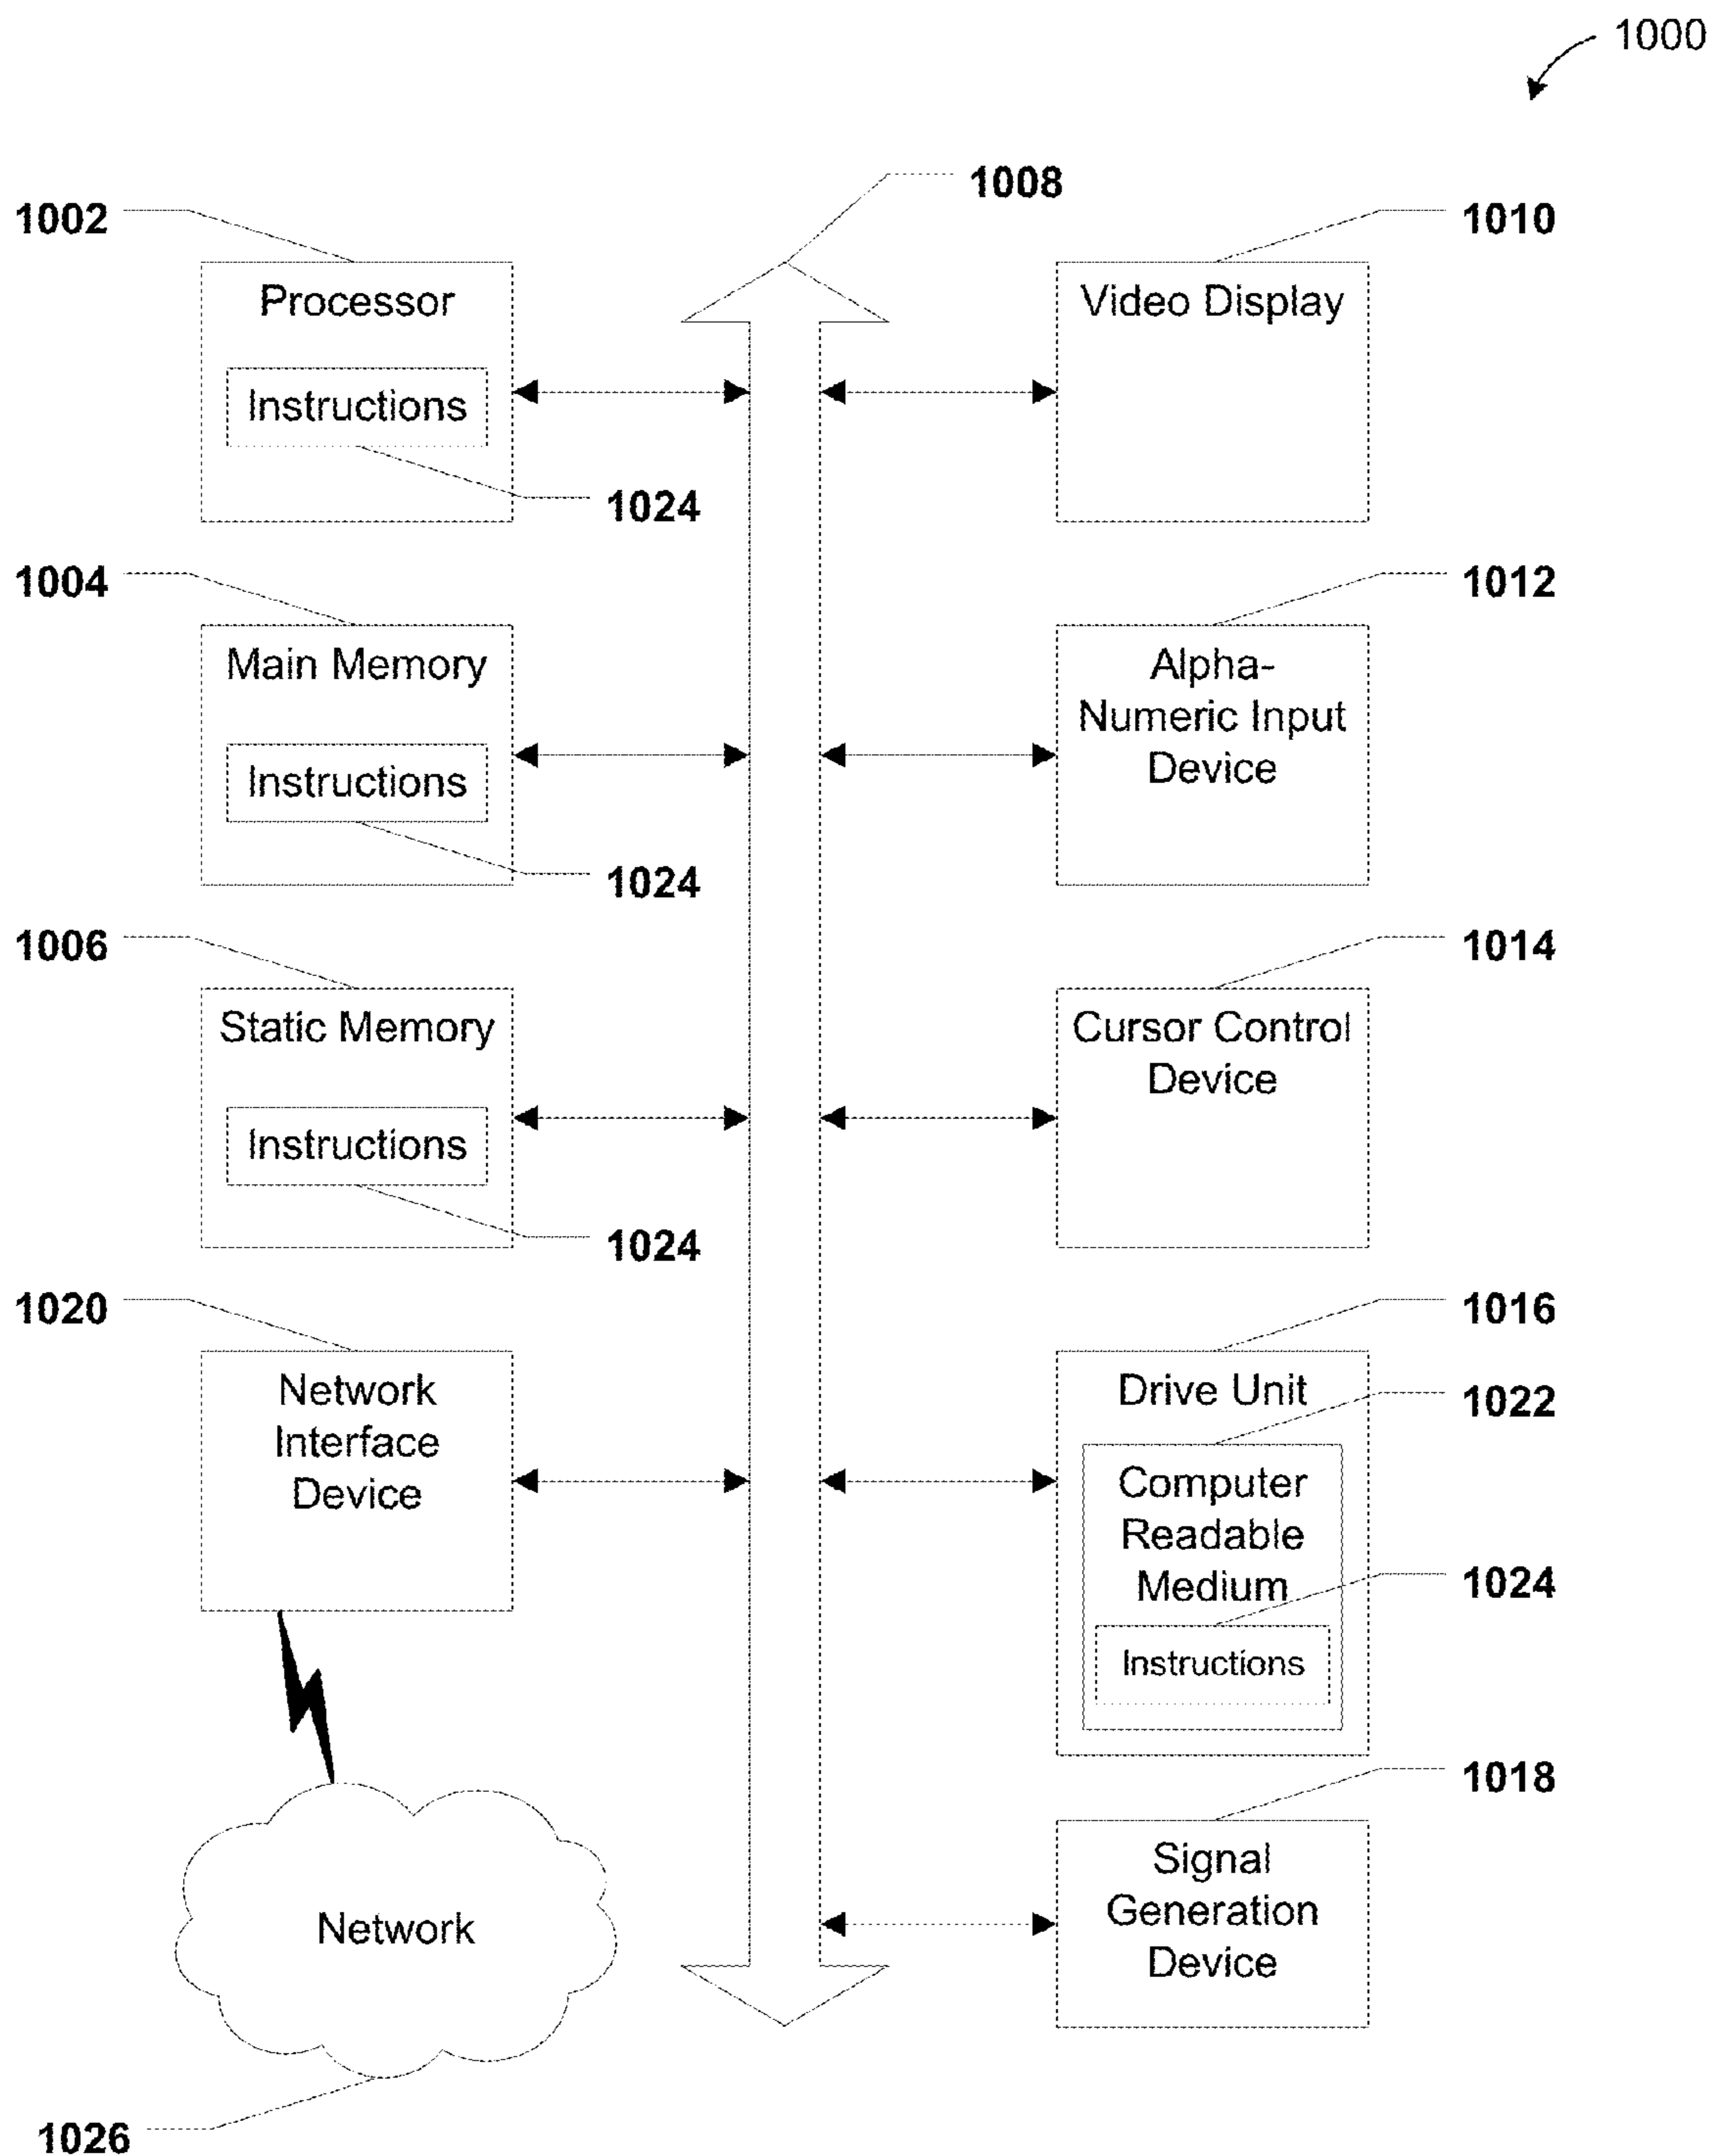 1000
1008
1002
1010
Processor
Instructions
1024
Video Display
1004
1012
Main Memory
Instructions
1024
Alpha-
Numeric Input
Device
1006
1014
Static Memory
Instructions
1024
Cursor Control
Device
1020
1016
Network
Interface
Device
Drive Unit
1022
Computer
Readable
Medium
1024
Instructions
1018
Signal
Generation
Device
Network
1026